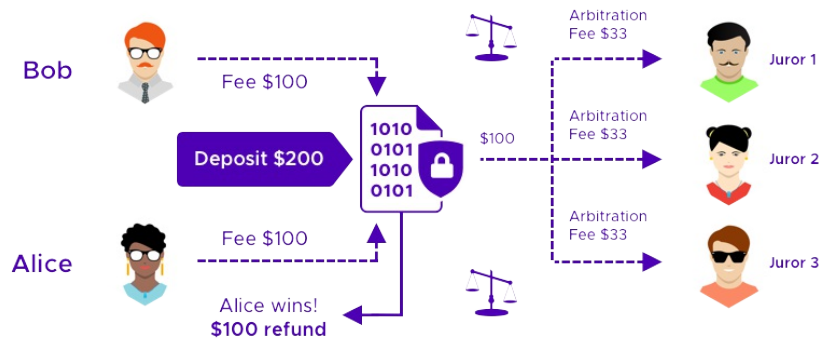 Bob
Fee $100
Deposit $200
Alice
Fee $100
Alice wins!
$100 refund
1010
0101
1010
0101
$100
Arbitration
Fee $33
Juror 1
Arbitration
Fee $33
Juror 2
Arbitration
Fee $33
Juror 3